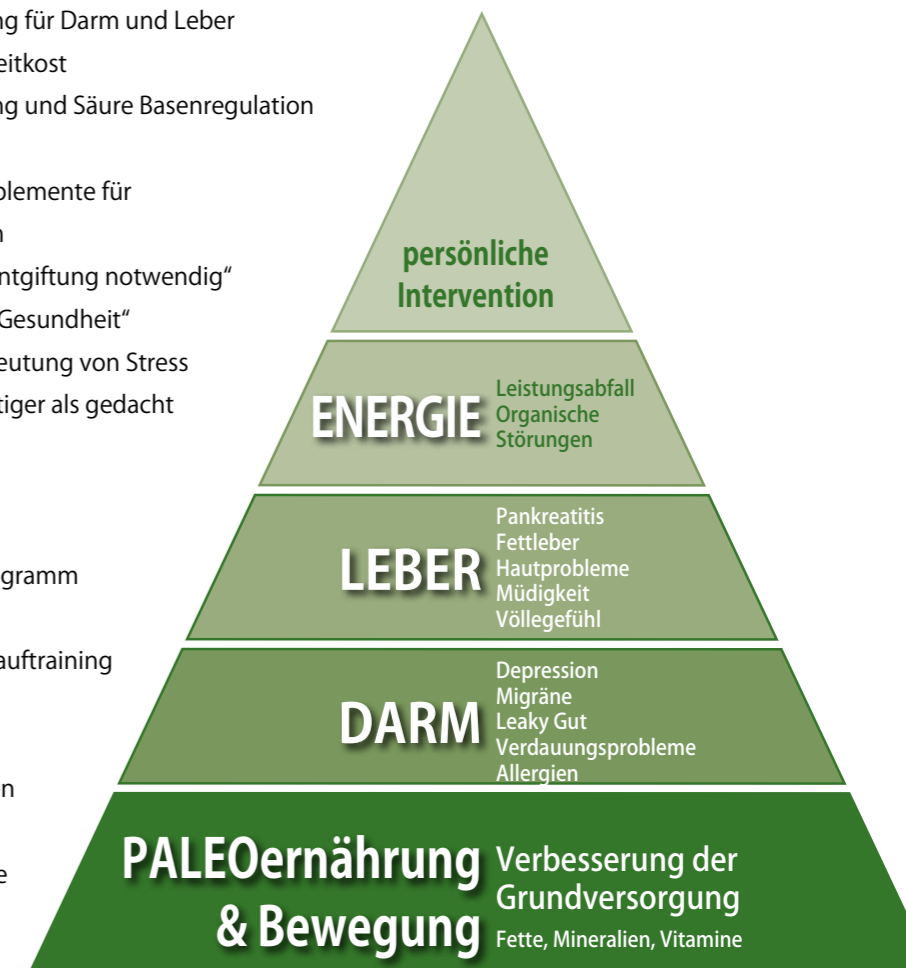 ng für Darm und Leber
eitkost
ng und Säure Basenregulation
plemente für
n
ntgiftung notwendig“
Gesundheit“
eutung von Stress
tiger als gedacht
gramm
auftraining
n
e
persönliche
Intervention
ENERGIE
Leistungsabfall
Organische
Störungen
LEBER
Pankreatitis
Fettleber
Hautprobleme
Müdigkeit
Völlegefühl
DARM
Depression
Migräne
Leaky Gut
Verdauungsprobleme
Allergien
PALEOernährung
& Bewegung
Verbesserung der
Grundversorgung
Fette, Mineralien, Vitamine